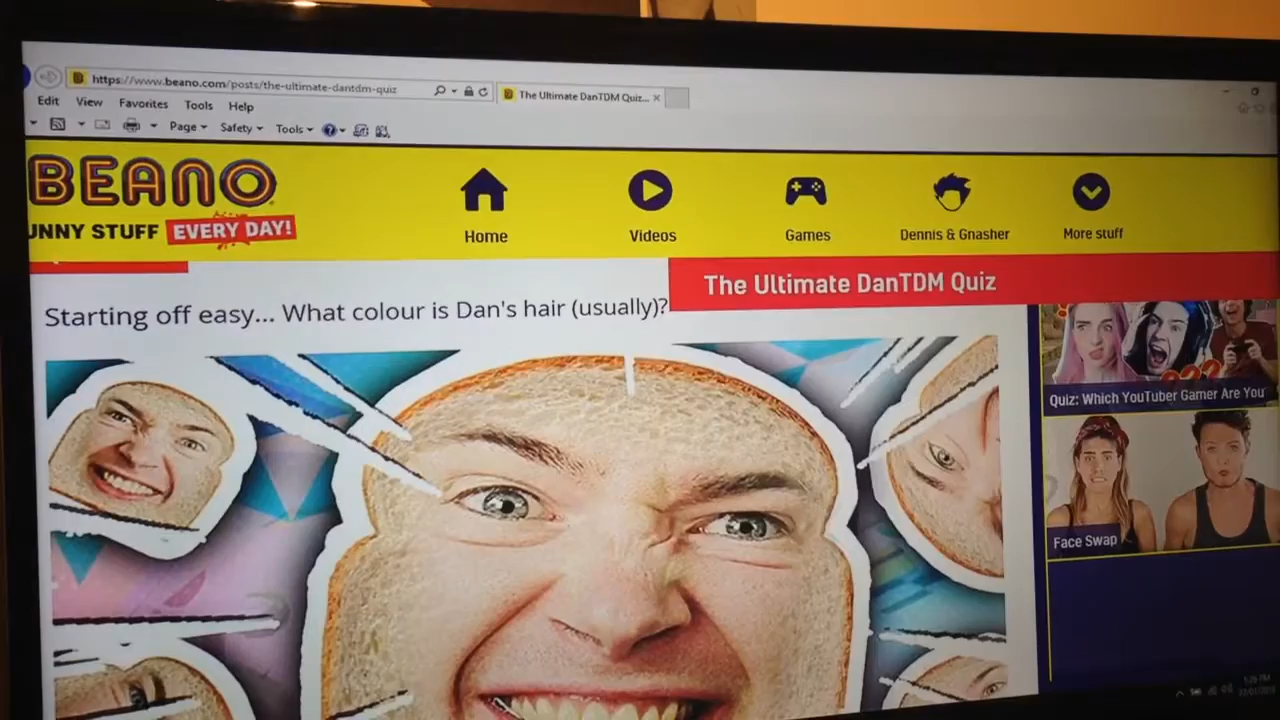 https://www.beano.com/posts/the-ultimate-dantdm-quiz
The Ultimate DanTDM Quiz...
Edit View Favorites Tools Help
Page Safety Tools
BEANO
UNNY STUFF EVERY DAY!
Home
Videos
Games
Dennis & Gnasher
More stuff
The Ultimate DanTDM Quiz
Starting off easy... What colour is Dan's hair (usually)?
Quiz: Which YouTuber Gamer Are You
Face Swap